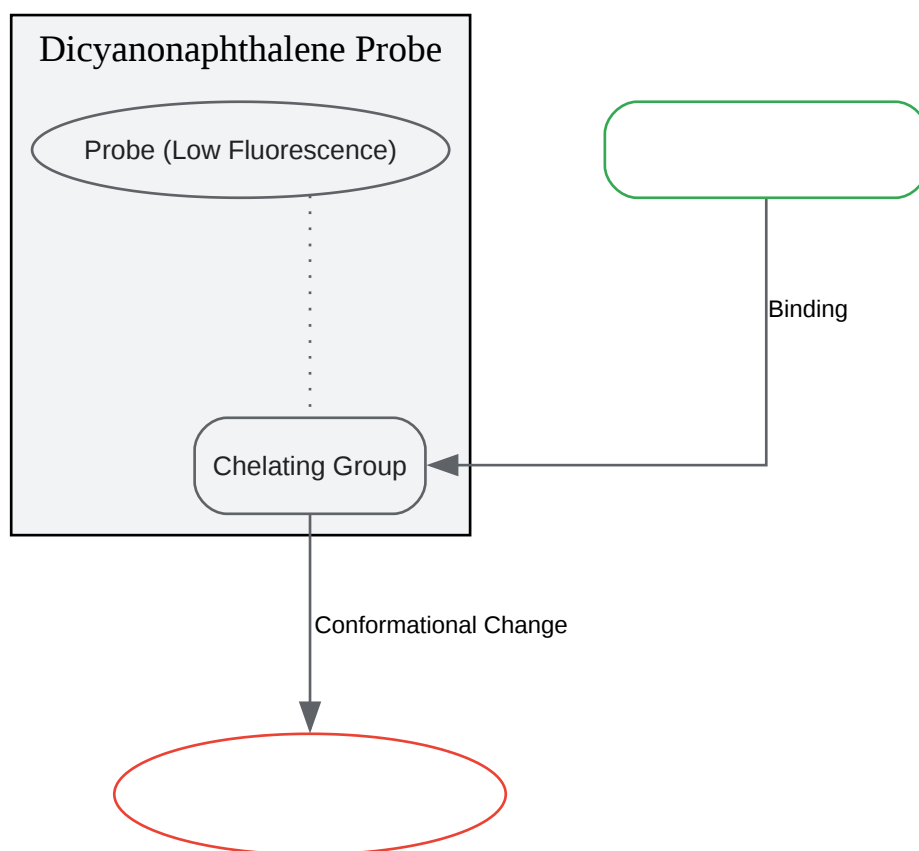 Dicyanonaphthalene Probe
Probe (Low Fluorescence)
Binding
Chelating Group
Conformational Change